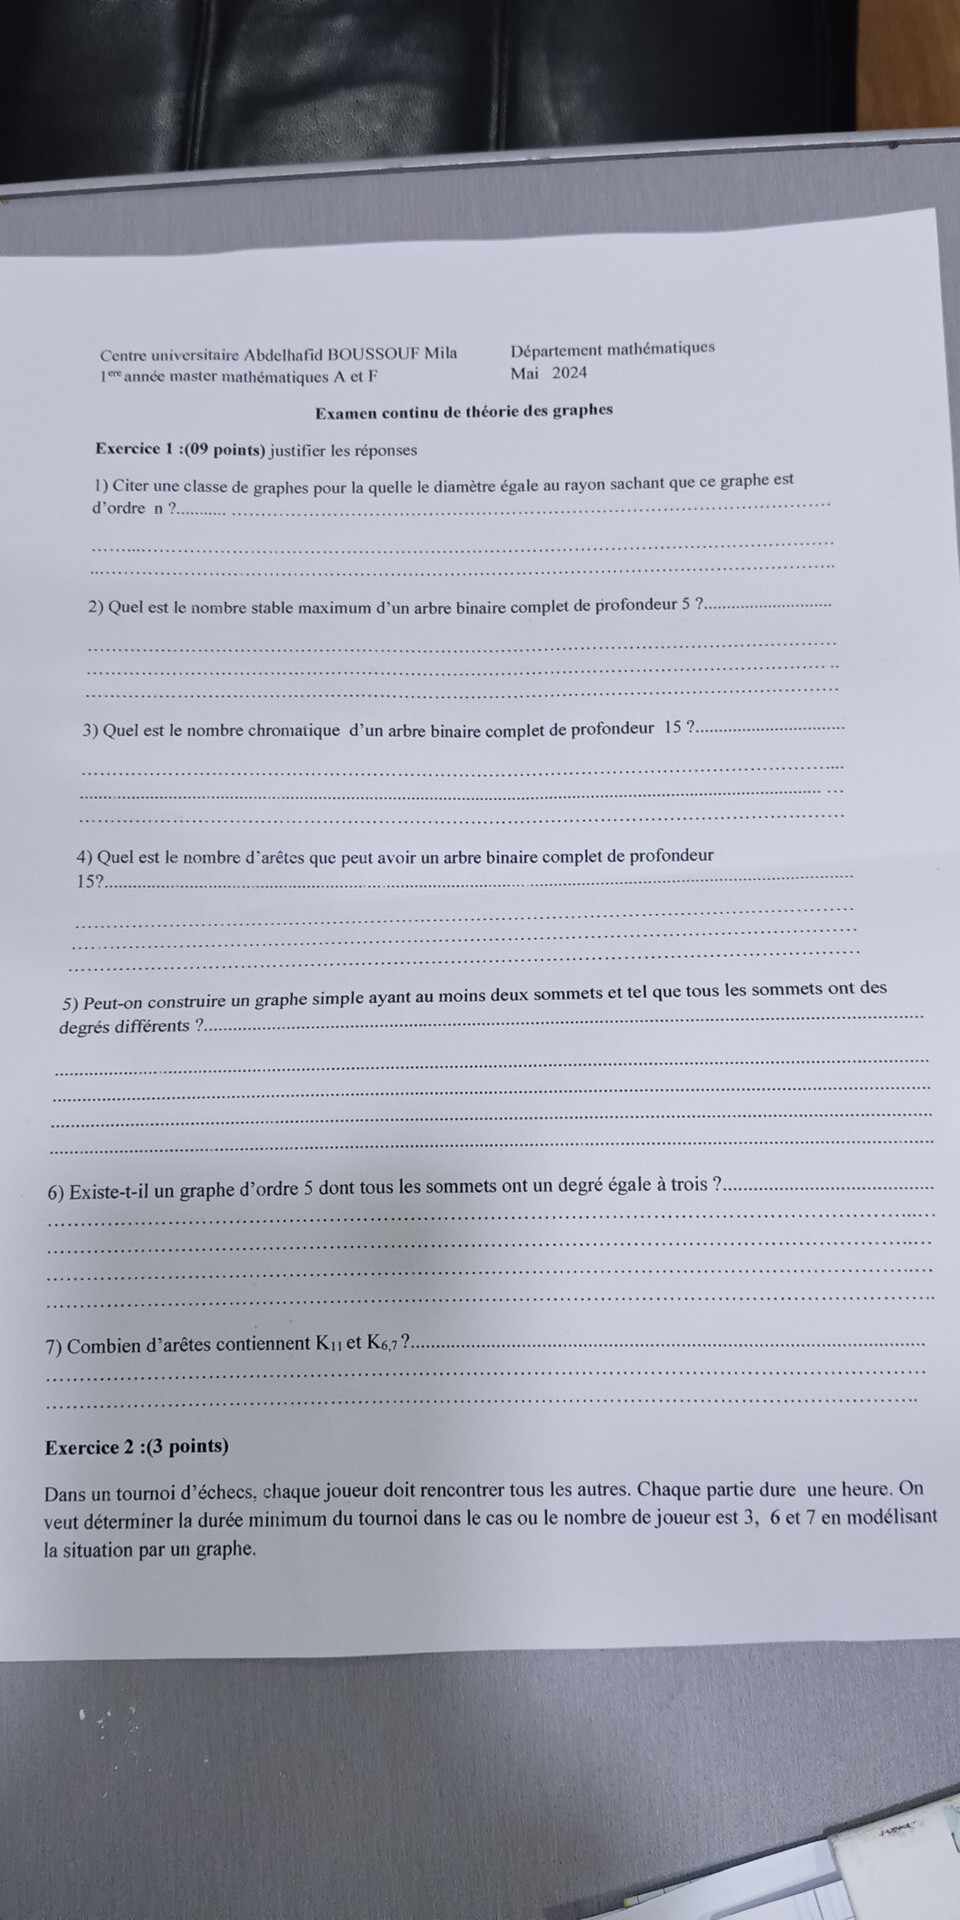 Centre universitaire Abdelhafid BOUSSOUF Mila Département mathématiques
1ere année master mathématiques A et F Mai 2024
Examen continu de théorie des graphes
Exercice 1 :(09 points) justifier les réponses
1) Citer une classe de graphes pour la quelle le diamètre égale au rayon sachant que ce graphe est
d'ordre n ?
2) Quel est le nombre stable maximum d'un arbre binaire complet de profondeur 5 ?
3) Quel est le nombre chromatique d'un arbre binaire complet de profondeur 15 ?
4) Quel est le nombre d'arêtes que peut avoir un arbre binaire complet de profondeur
15?
5) Peut-on construire un graphe simple ayant au moins deux sommets et tel que tous les sommets ont des
degrés différents ?
6) Existe-t-il un graphe d'ordre 5 dont tous les sommets ont un degré égale à trois ?
7) Combien d'arêtes contiennent K11 et K6,7 ?
Exercice 2 :(3 points)
Dans un tournoi d'échecs, chaque joueur doit rencontrer tous les autres. Chaque partie dure une heure. On
veut déterminer la durée minimum du tournoi dans le cas ou le nombre de joueur est 3, 6 et 7 en modélisant
la situation par un graphe.